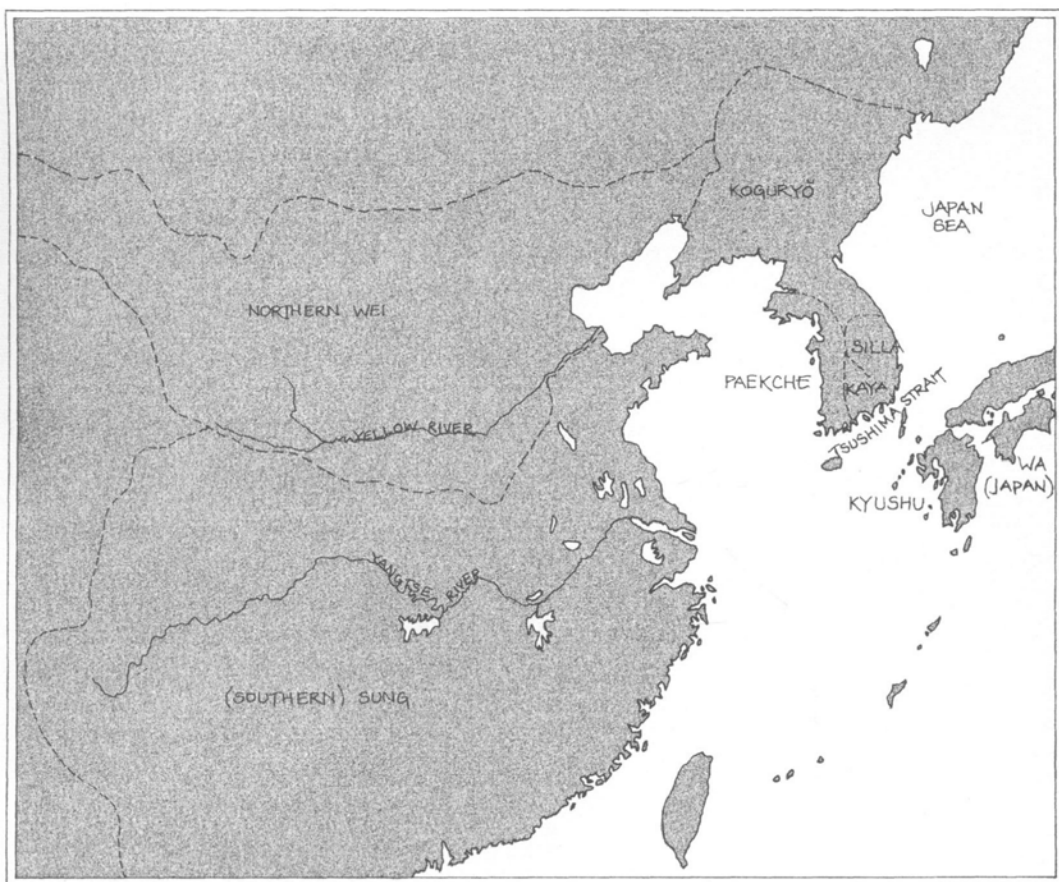 KOGURYŎ
JAPAN
SEA
NORTHERN WEI
SILLA
PAEKCHE
KAYA
TSUSHIMA STRAIT
YELLOW RIVER
WA
(JAPAN)
KYUSHU
YANGTSE RIVER
(SOUTHERN) SUNG